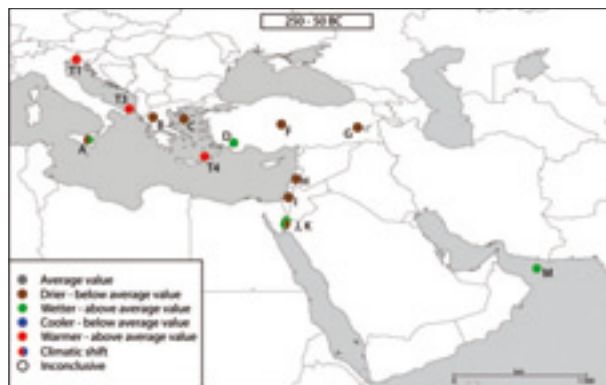 250 - 50 BC
T1
T3
B
C
A
D
F
G
T4
H
I
J, K
M
Average value
Drier - below average value
Wetter - above average value
Cooler - below average value
Warmer - above average value
Climatic shift
Inconclusive